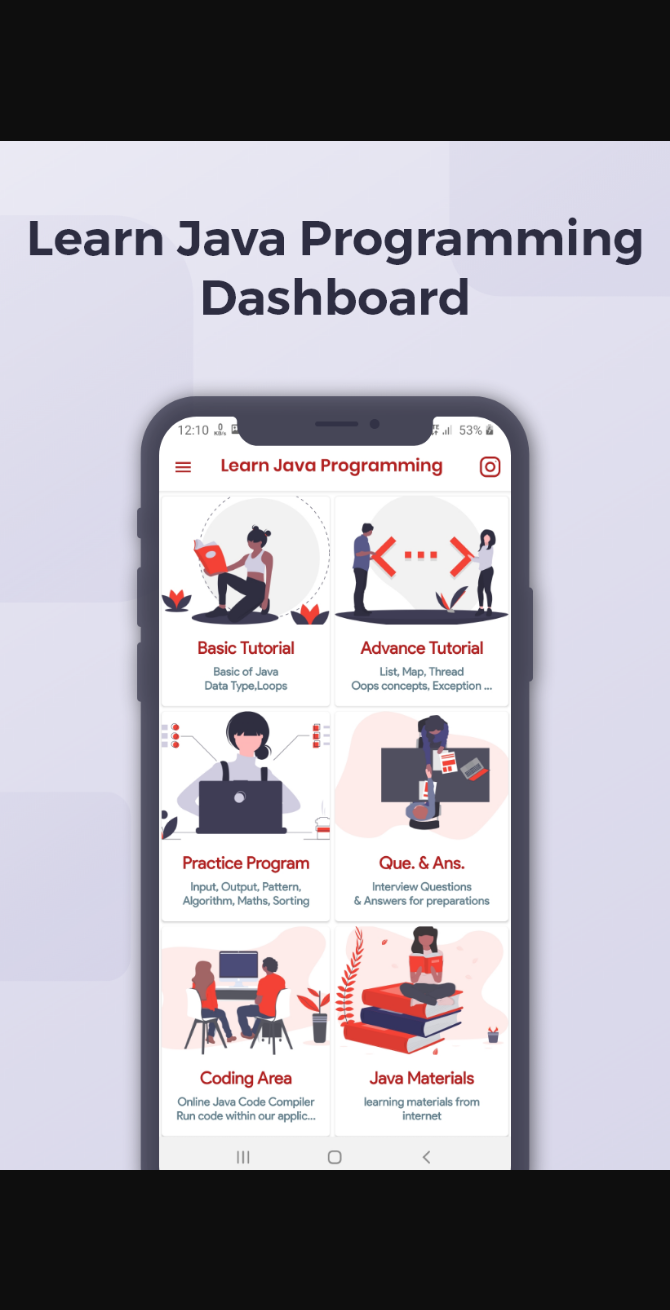 Learn Java Programming
Dashboard
12:10 0 KB/s 53%
Learn Java Programming
Basic Tutorial
Basic of Java
Data Type,Loops
Advance Tutorial
List, Map, Thread
Oops concepts, Exception ...
Practice Program
Input, Output, Pattern,
Algorithm, Maths, Sorting
Que. & Ans.
Interview Questions
& Answers for preparations
Coding Area
Online Java Code Compiler
Run code within our applic...
Java Materials
learning materials from
internet